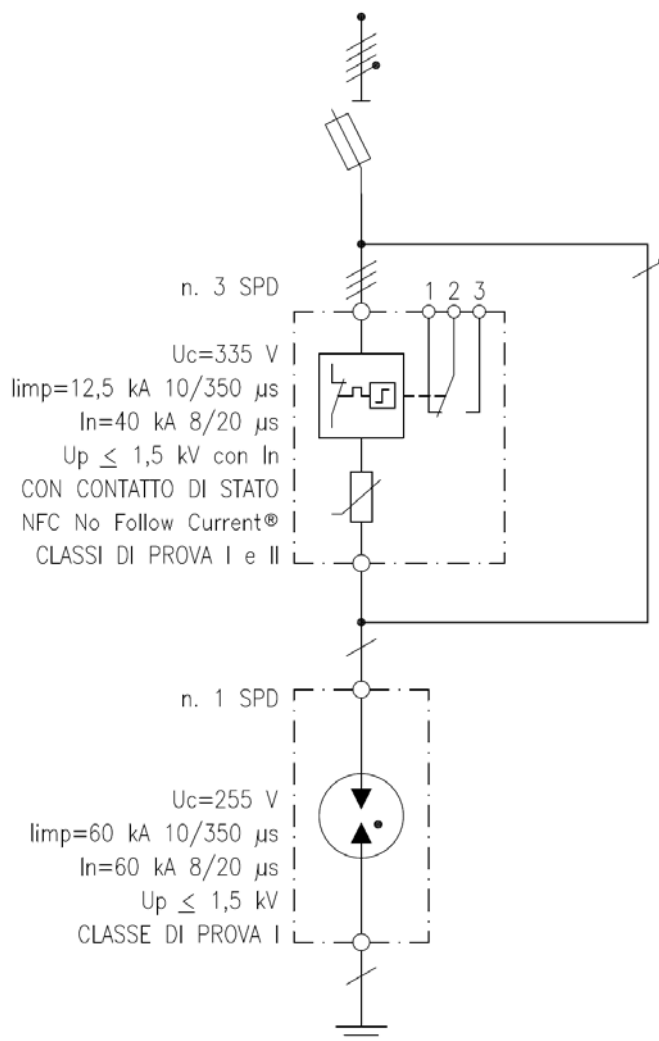 n. 3 SPD
1 2 3
Uc=335 V
Iimp=12,5 kA 10/350 μs
In=40 kA 8/20 μs
Up ≤ 1,5 kV con In
CON CONTATTO DI STATO
NFC No Follow Current®
CLASSI DI PROVA I e II
n. 1 SPD
Uc=255 V
Iimp=60 kA 10/350 μs
In=60 kA 8/20 μs
Up ≤ 1,5 kV
CLASSE DI PROVA I